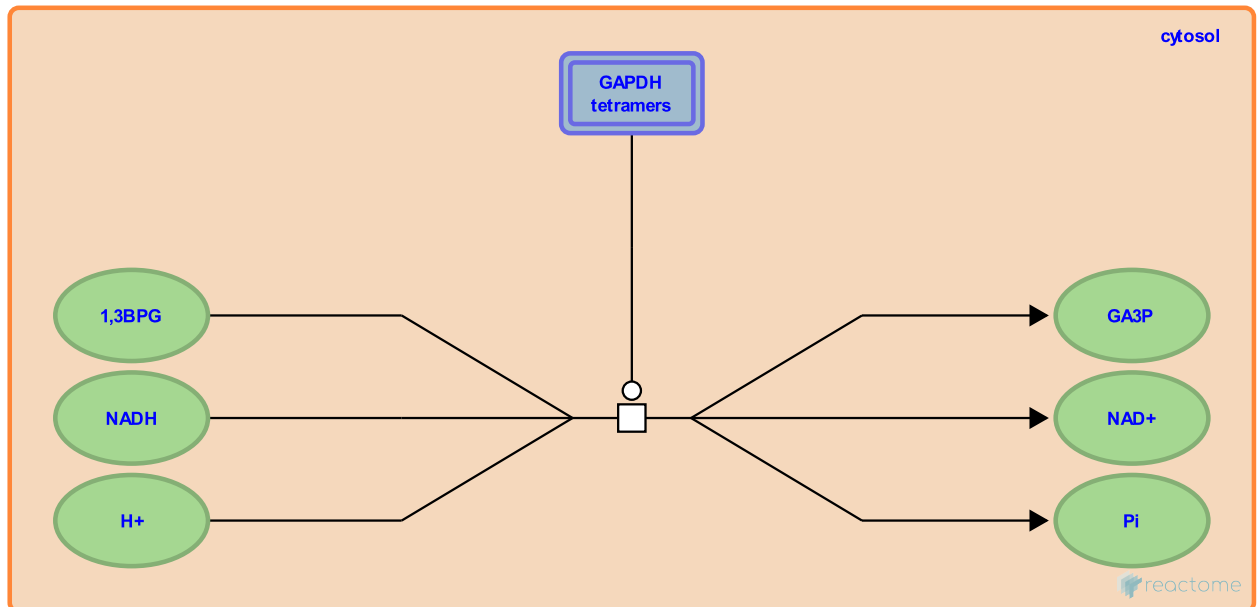 cytosol
GAPDH
tetramers
1,3BPG
GA3P
NADH
NAD+
H+
Pi
reactome